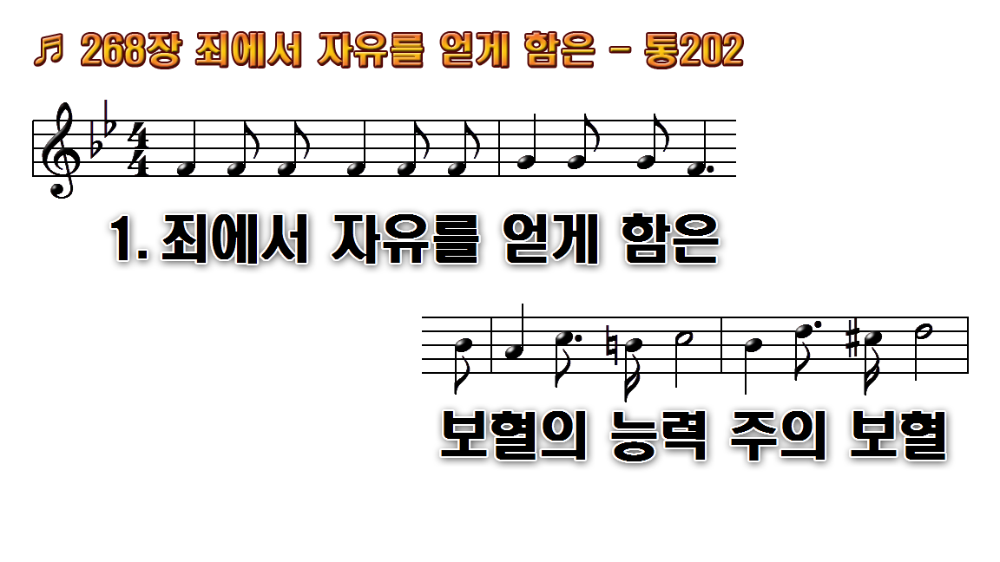 ♬ 268장 죄에서 자유를 얻게 함은 - 통202
1. 죄에서 자유를 얻게 함은
보혈의 능력 주의 보혈